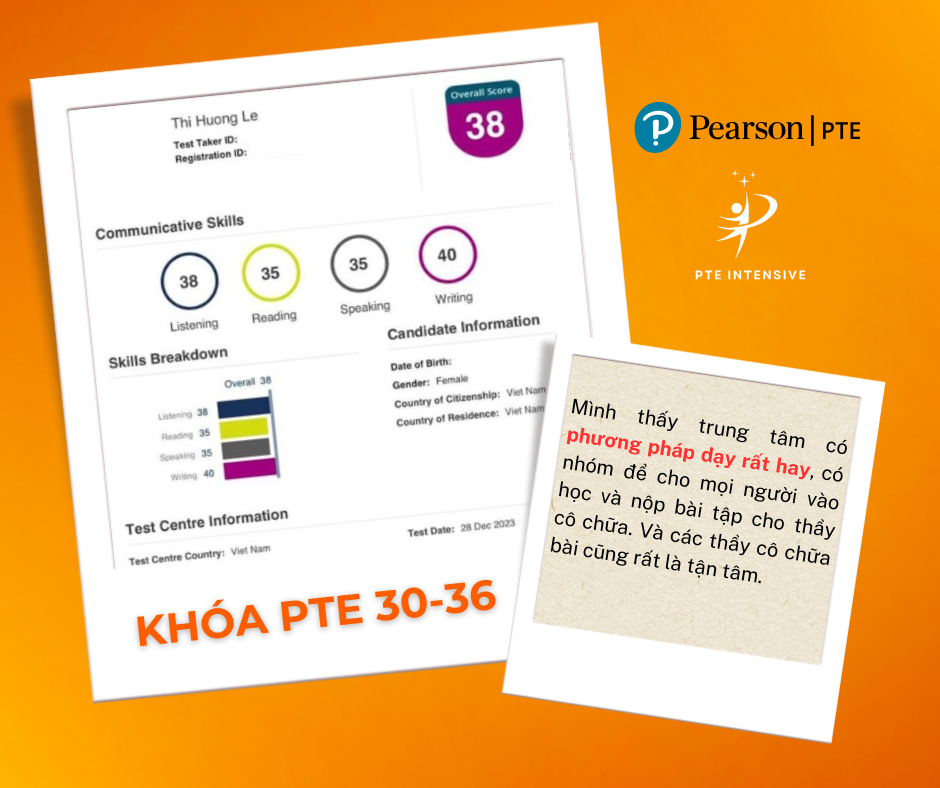 Thi Huong Le
Test Taker ID:
Registration ID:
Overall Score
38
Pearson | PTE
PTE INTENSIVE
Communicative Skills
38
35
35
40
Listening
Reading
Speaking
Writing
Skills Breakdown
Overall 38
Listening 38
Reading 35
Speaking 35
Writing 40
Candidate Information
Date of Birth:
Gender: Female
Country of Citizenship: Viet Nam
Country of Residence: Viet Nam
Test Centre Information
Test Centre Country: Viet Nam
Test Date: 28 Dec 2023
KHÓA PTE 30-36
Mình thấy trung tâm có
phương pháp dạy rất hay, có
nhóm để cho mọi người vào
học và nộp bài tập cho thầy
cô chữa. Và các thầy cô chữa
bài cũng rất là tận tâm.